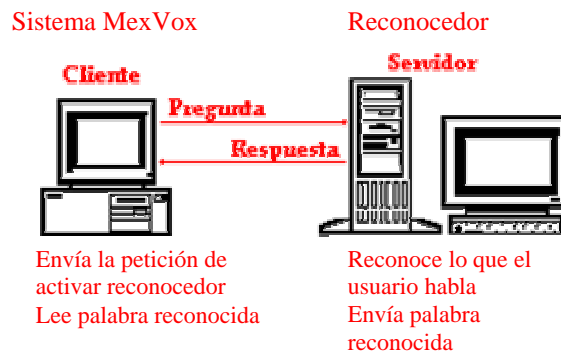 Sistema MexVox
Reconocedor
Cliente
Servidor
Pregunta
Respuesta
Envía la petición de
activar reconocedor
Lee palabra reconocida
Reconoce lo que el
usuario habla
Envía palabra
reconocida